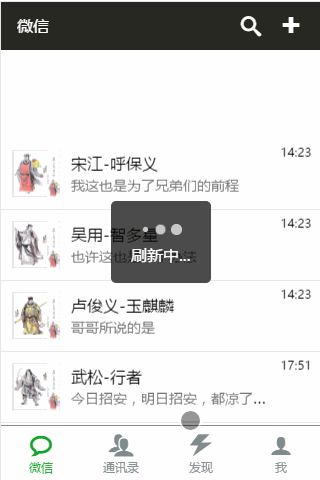 微信
14:23
宋江-呼保义
我这也是为了兄弟们的前程
14:23
吴用-智多星
也许这也
法
刷新中...
14:23
卢俊义-玉麒麟
哥哥所说的是
17:51
武松-行者
今日招安，明日招安，都凉了...
微信
通讯录
发现
我